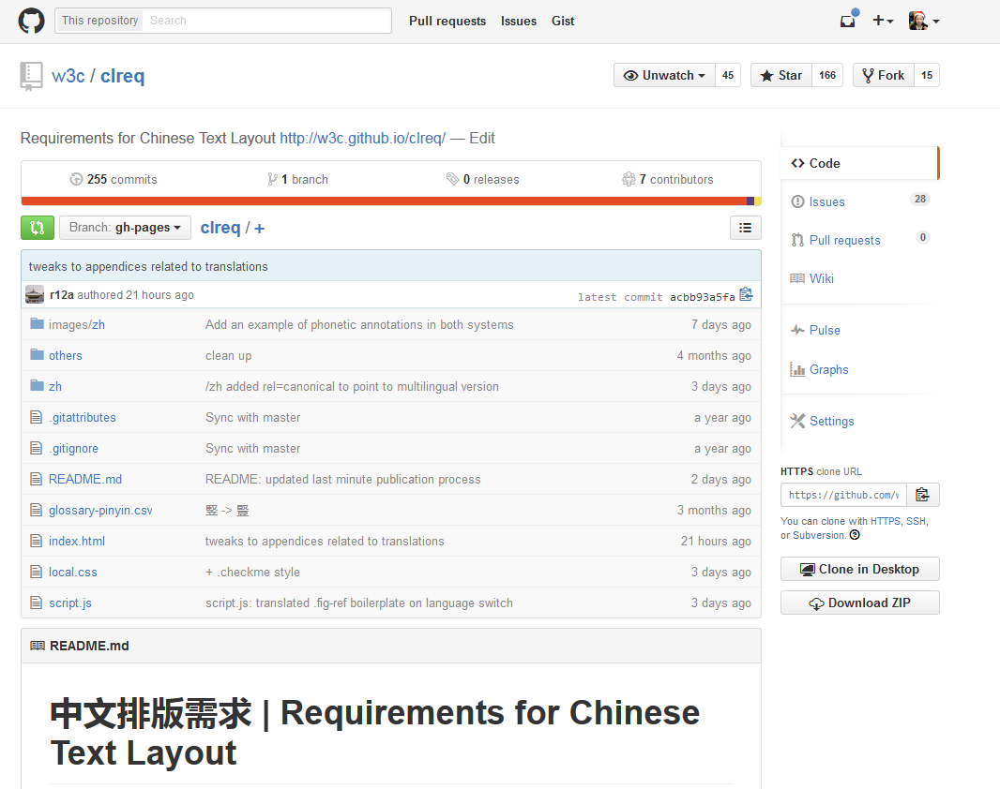 This repository Search Pull requests Issues Gist
w3c / clreq Unwatch 45 Star 166 Fork 15
Requirements for Chinese Text Layout http://w3c.github.io/clreq/ — Edit
255 commits 1 branch 0 releases 7 contributors
Branch: gh-pages clreq / +
tweaks to appendices related to translations
r12a authored 21 hours ago latest commit acbb93a5fa
images/zh Add an example of phonetic annotations in both systems 7 days ago
others clean up 4 months ago
zh /zh added rel=canonical to point to multilingual version 3 days ago
.gitattributes Sync with master a year ago
.gitignore Sync with master a year ago
README.md README: updated last minute publication process 2 days ago
glossary-pinyin.csv -> 3 months ago
index.html tweaks to appendices related to translations 21 hours ago
local.css + .checkme style 3 days ago
script.js script.js: translated .fig-ref boilerplate on language switch 3 days ago
README.md
中文排版需求 | Requirements for Chinese
Text Layout
Code
Issues 28
Pull requests 0
Wiki
Pulse
Graphs
Settings
HTTPS clone URL
https://github.com/
You can clone with HTTPS, SSH,
or Subversion.
Clone in Desktop
Download ZIP